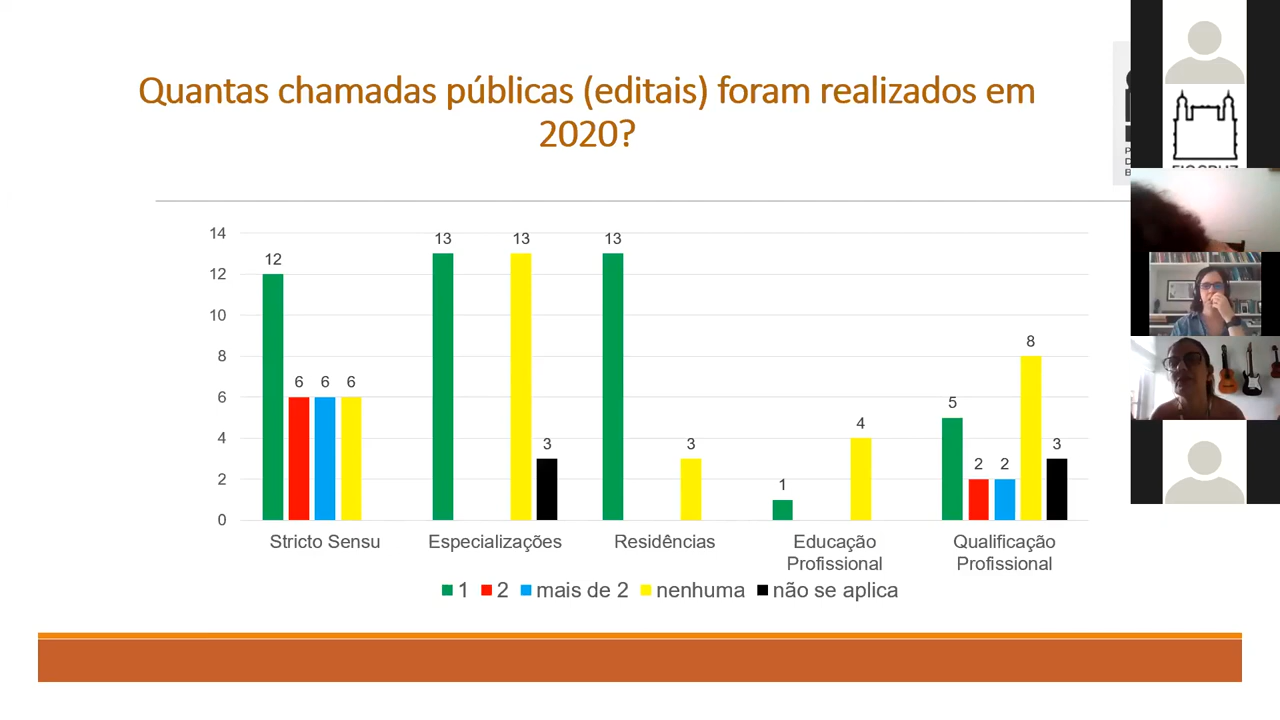 Quantas chamadas públicas (editais) foram realizados em
2020?
P
D
B
14
12
10
8
6
4
2
0
12
6
6
6
13
13
3
13
3
1
4
5
2
2
8
3
Stricto Sensu
Especializações
Residências
Educação
Profissional
Qualificação
Profissional
1 2 mais de 2 nenhuma não se aplica